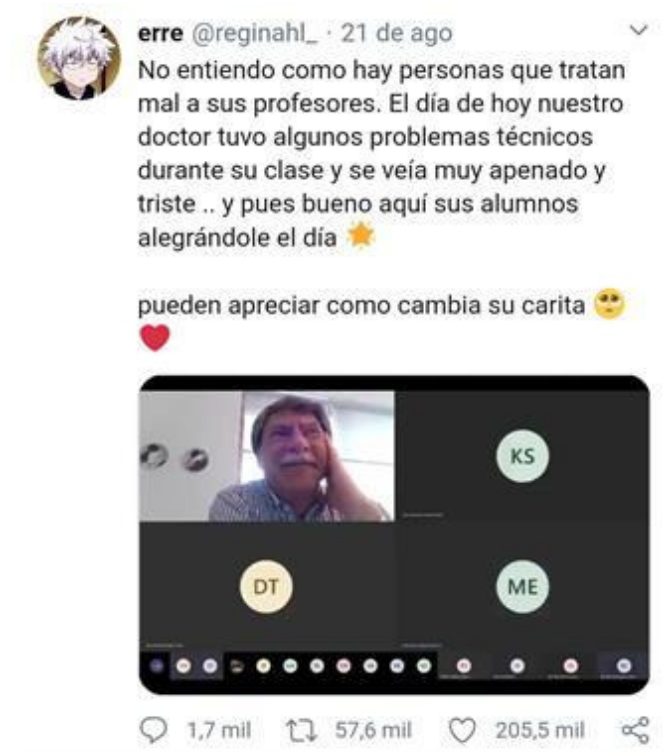 erre @reginahl_ · 21 de ago
No entiendo como hay personas que tratan
mal a sus profesores. El día de hoy nuestro
doctor tuvo algunos problemas técnicos
durante su clase y se veía muy apenado y
triste .. y pues bueno aquí sus alumnos
alegrándole el día 🌟
pueden apreciar como cambia su carita 🥺
❤️
KS
DT
ME
1,7 mil 57,6 mil 205,5 mil